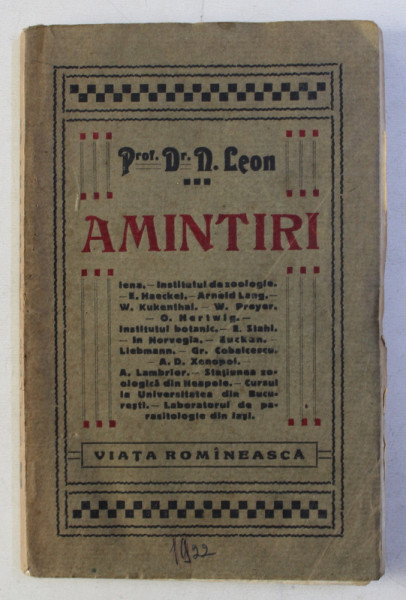 Prof. Dr. N. Leon
AMINTIRI
Iena. — Institutul de zoologie.
— E. Haeckel. — Arnold Lang. —
W. Kukenthal. — W. Preyer.
— O. Hertwig. —
Institutul botanic. — E. Stahl.
— In Norvegia. — Zuckan.
Liebmann. — Gr. Cobalcescu.
— A. D. Xenopol. —
A. Lambrior. — Stațiunea zo-
ologică din Neapole. — Cursul
la Universitatea din Bucu-
rești. — Laboratorul de pa-
rasitologie din Iași.
VIAȚA ROMÎNEASCĂ
1922